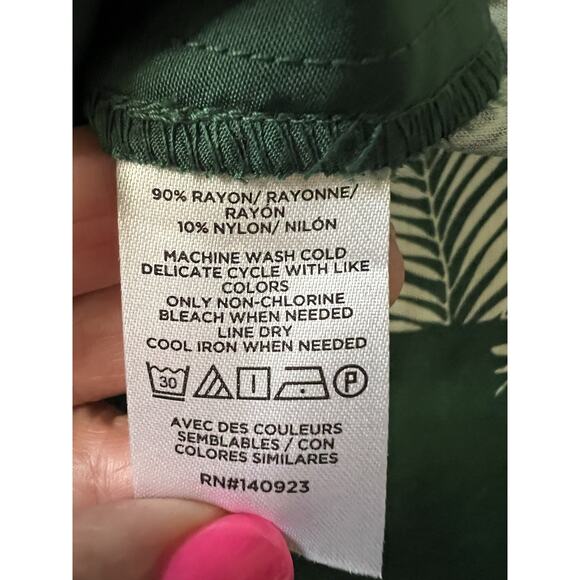 90% RAYON/ RAYONNE/
RAYÓN
10% NYLON/ NILÓN
MACHINE WASH COLD
DELICATE CYCLE WITH LIKE
COLORS
ONLY NON-CHLORINE
BLEACH WHEN NEEDED
LINE DRY
COOL IRON WHEN NEEDED
30 P
AVEC DES COULEURS
SEMBLABLES / CON
COLORES SIMILARES
RN#140923